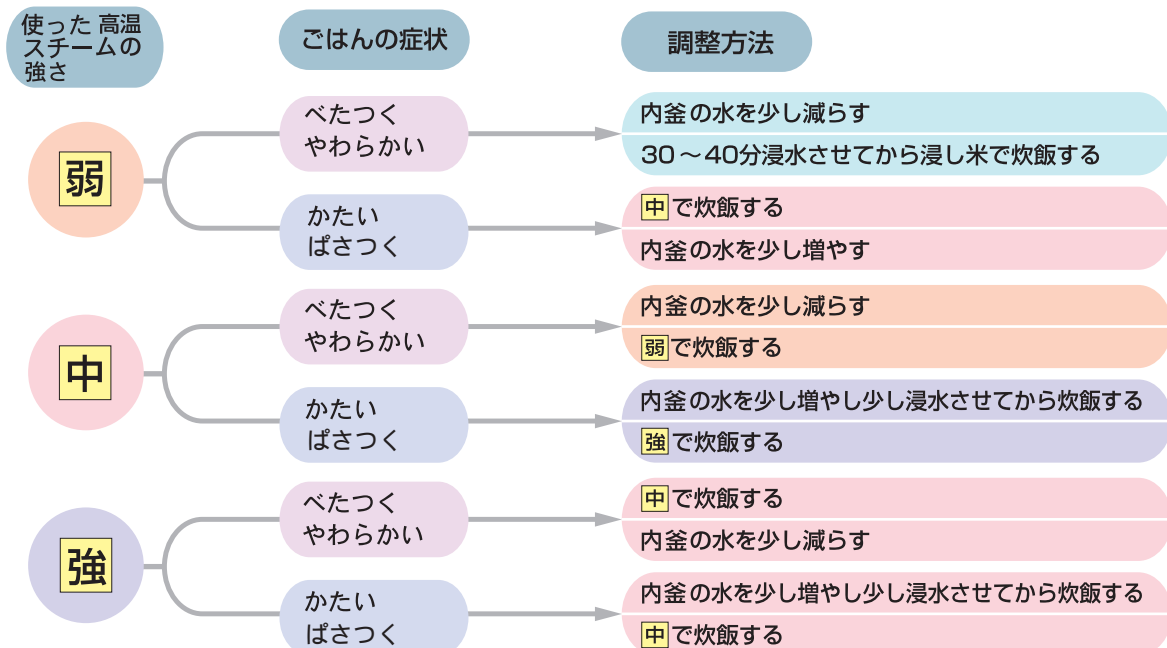 使った 高温
スチームの
強さ
ごはんの症状
調整方法
弱
べたつく
やわらかい
内釜の水を少し減らす
30～40分浸水させてから浸し米で炊飯する
かたい
ぱさつく
中で炊飯する
内釜の水を少し増やす
中
べたつく
やわらかい
内釜の水を少し減らす
弱で炊飯する
かたい
ぱさつく
内釜の水を少し増やし少し浸水させてから炊飯する
強で炊飯する
強
べたつく
やわらかい
中で炊飯する
内釜の水を少し減らす
かたい
ぱさつく
内釜の水を少し増やし少し浸水させてから炊飯する
中で炊飯する